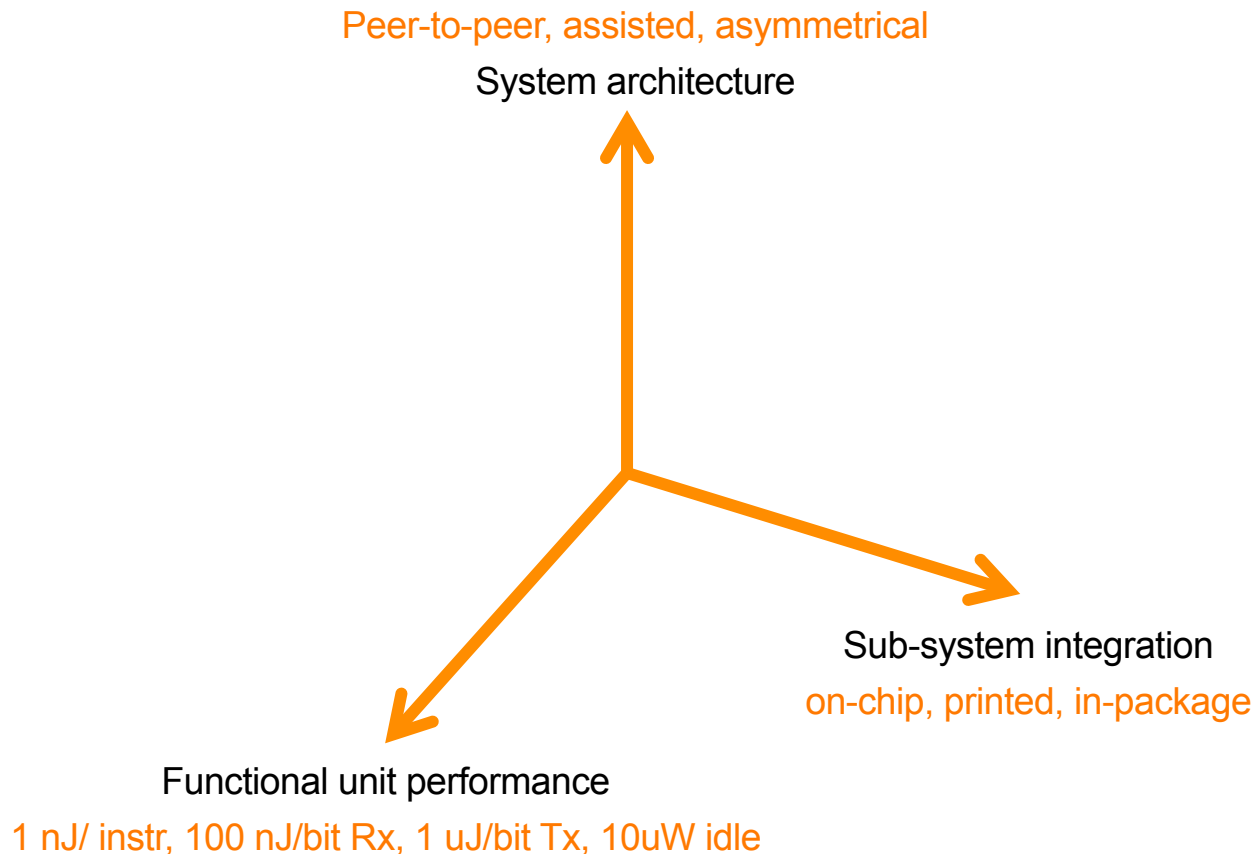 Peer-to-peer, assisted, asymmetrical
System architecture
Sub-system integration
on-chip, printed, in-package
Functional unit performance
1 nJ/ instr, 100 nJ/bit Rx, 1 uJ/bit Tx, 10uW idle